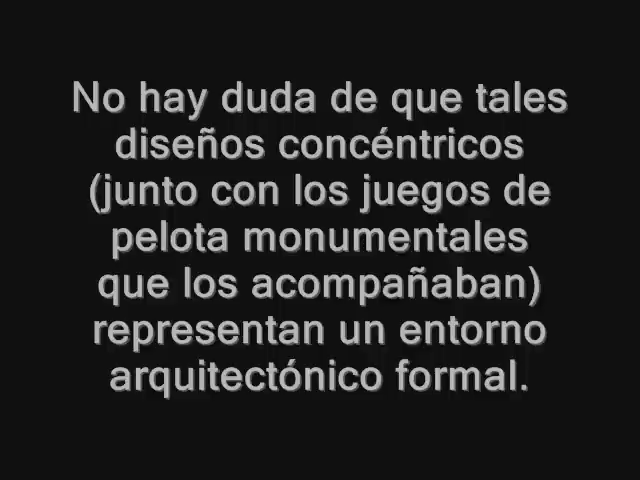 No hay duda de que tales
diseños concéntricos
(junto con los juegos de
pelota monumentales
que los acompañaban)
representan un entorno
arquitectónico formal.